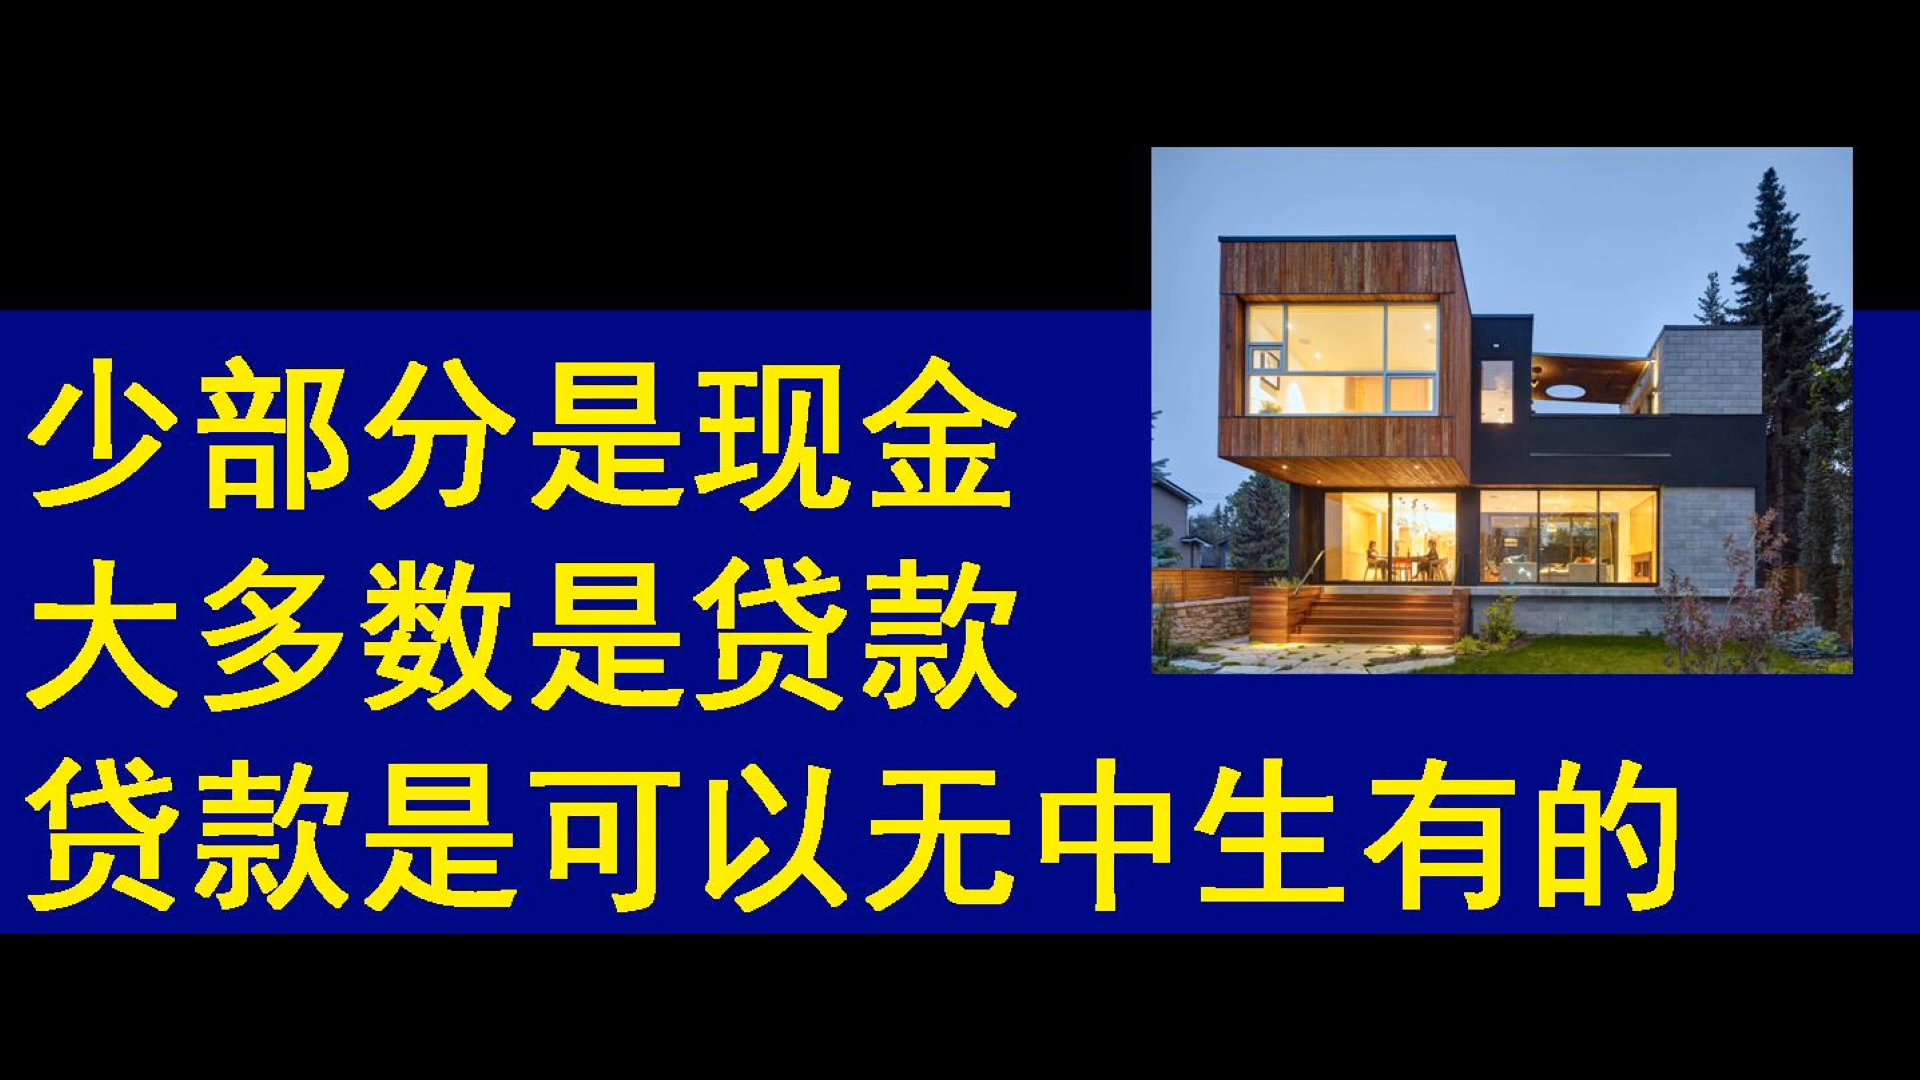 少部分是现金
大多数是贷款
贷款是可以无中生有的